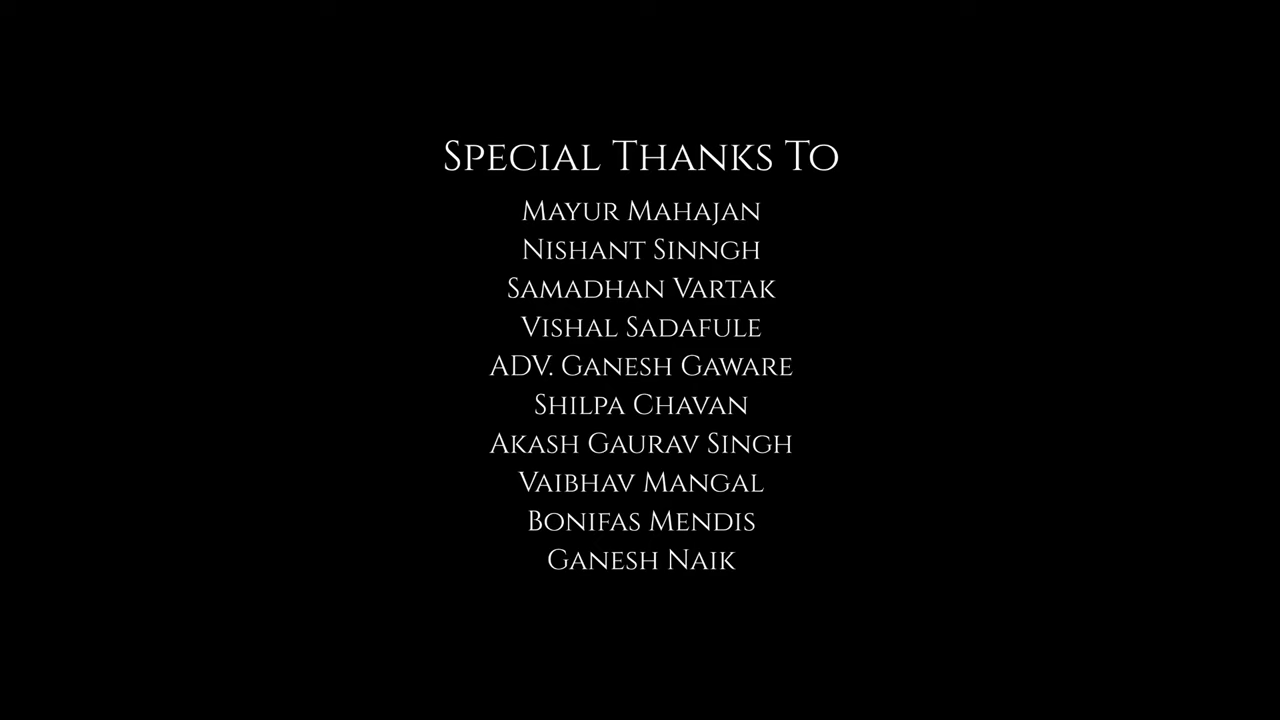 Special Thanks To
Mayur Mahajan
Nishant Sinngh
Samadhan Vartak
Vishal Sadafule
ADV. Ganesh Gaware
Shilpa Chavan
Akash Gaurav Singh
Vaibhav Mangal
Bonifas Mendis
Ganesh Naik